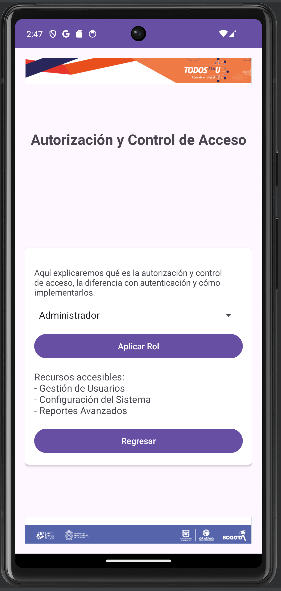 2:47
TODOS
U
Autorización y Control de Acceso
Aquí explicaremos qué es la autorización y control
de acceso, la diferencia con autenticación y cómo
implementarlos.
Administrador
Aplicar Rol
Recursos accesibles:
- Gestión de Usuarios
- Configuración del Sistema
- Reportes Avanzados
Regresar
BOGOTÁ